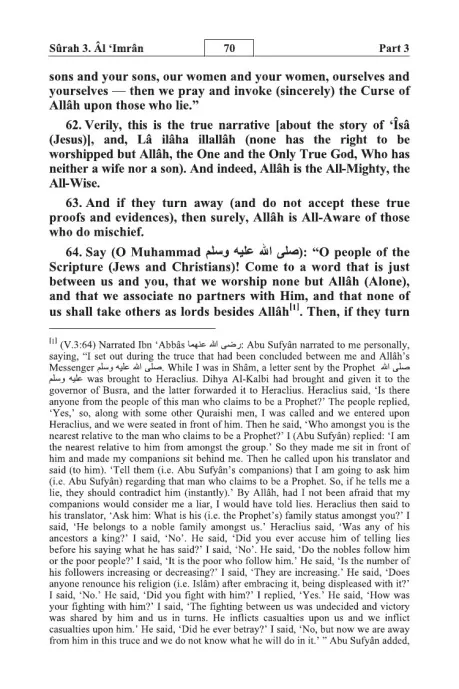 Sûrah 3. Âl ‘Imrân 70 Part 3
sons and your sons, our women and your women, ourselves and
yourselves — then we pray and invoke (sincerely) the Curse of
Allâh upon those who lie.”
62. Verily, this is the true narrative [about the story of ‘Îsâ
(Jesus)], and, Lâ ilâha illallâh (none has the right to be
worshipped but Allâh, the One and the Only True God, Who has
neither a wife nor a son). And indeed, Allâh is the All-Mighty, the
All-Wise.
63. And if they turn away (and do not accept these true
proofs and evidences), then surely, Allâh is All-Aware of those
who do mischief.
64. Say (O Muhammad صلى الله عليه وسلم): “O people of the
Scripture (Jews and Christians)! Come to a word that is just
between us and you, that we worship none but Allâh (Alone),
and that we associate no partners with Him, and that none of
us shall take others as lords besides Allâh[1]. Then, if they turn
[1] (V.3:64) Narrated Ibn ‘Abbâs رضى الله عنهما: Abu Sufyân narrated to me personally,
saying, “I set out during the truce that had been concluded between me and Allâh’s
Messenger صلى الله عليه وسلم. While I was in Shâm, a letter sent by the Prophet صلى الله
عليه وسلم was brought to Heraclius. Dihya Al-Kalbi had brought and given it to the
governor of Busra, and the latter forwarded it to Heraclius. Heraclius said, ‘Is there
anyone from the people of this man who claims to be a Prophet?’ The people replied,
‘Yes,’ so, along with some other Quraishi men, I was called and we entered upon
Heraclius, and we were seated in front of him. Then he said, ‘Who amongst you is the
nearest relative to the man who claims to be a Prophet?’ I (Abu Sufyân) replied: ‘I am
the nearest relative to him from amongst the group.’ So they made me sit in front of
him and made my companions sit behind me. Then he called upon his translator and
said (to him). ‘Tell them (i.e. Abu Sufyân’s companions) that I am going to ask him
(i.e. Abu Sufyân) regarding that man who claims to be a Prophet. So, if he tells me a
lie, they should contradict him (instantly).’ By Allâh, had I not been afraid that my
companions would consider me a liar, I would have told lies. Heraclius then said to
his translator, ‘Ask him: What is his (i.e. the Prophet’s) family status amongst you?’ I
said, ‘He belongs to a noble family amongst us.’ Heraclius said, ‘Was any of his
ancestors a king?’ I said, ‘No’. He said, ‘Did you ever accuse him of telling lies
before his saying what he has said?’ I said, ‘No’. He said, ‘Do the nobles follow him
or the poor people?’ I said, ‘It is the poor who follow him.’ He said, ‘Is the number of
his followers increasing or decreasing?’ I said, ‘They are increasing.’ He said, ‘Does
anyone renounce his religion (i.e. Islâm) after embracing it, being displeased with it?’
I said, ‘No.’ He said, ‘Did you fight with him?’ I replied, ‘Yes.’ He said, ‘How was
your fighting with him?’ I said, ‘The fighting between us was undecided and victory
was shared by him and us in turns. He inflicts casualties upon us and we inflict
casualties upon him.’ He said, ‘Did he ever betray?’ I said, ‘No, but now we are away
from him in this truce and we do not know what he will do in it.’ ” Abu Sufyân added,